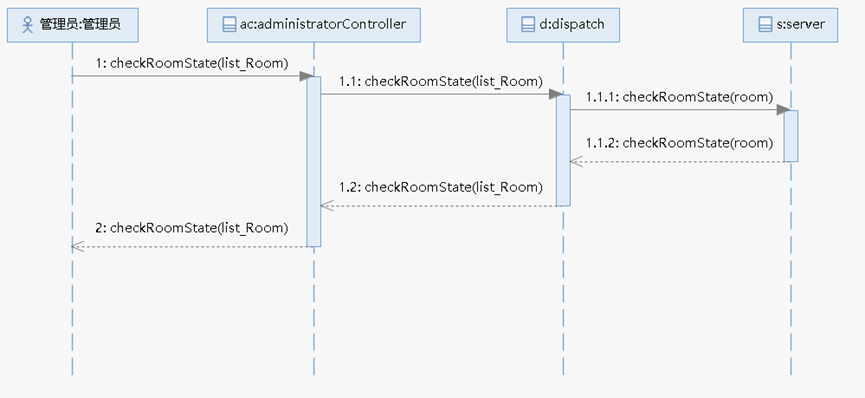 管理员:管理员
ac:administratorController
d:dispatch
s:server
1: checkRoomState(list_Room)
1.1: checkRoomState(list_Room)
1.1.1: checkRoomState(room)
1.1.2: checkRoomState(room)
1.2: checkRoomState(list_Room)
2: checkRoomState(list_Room)